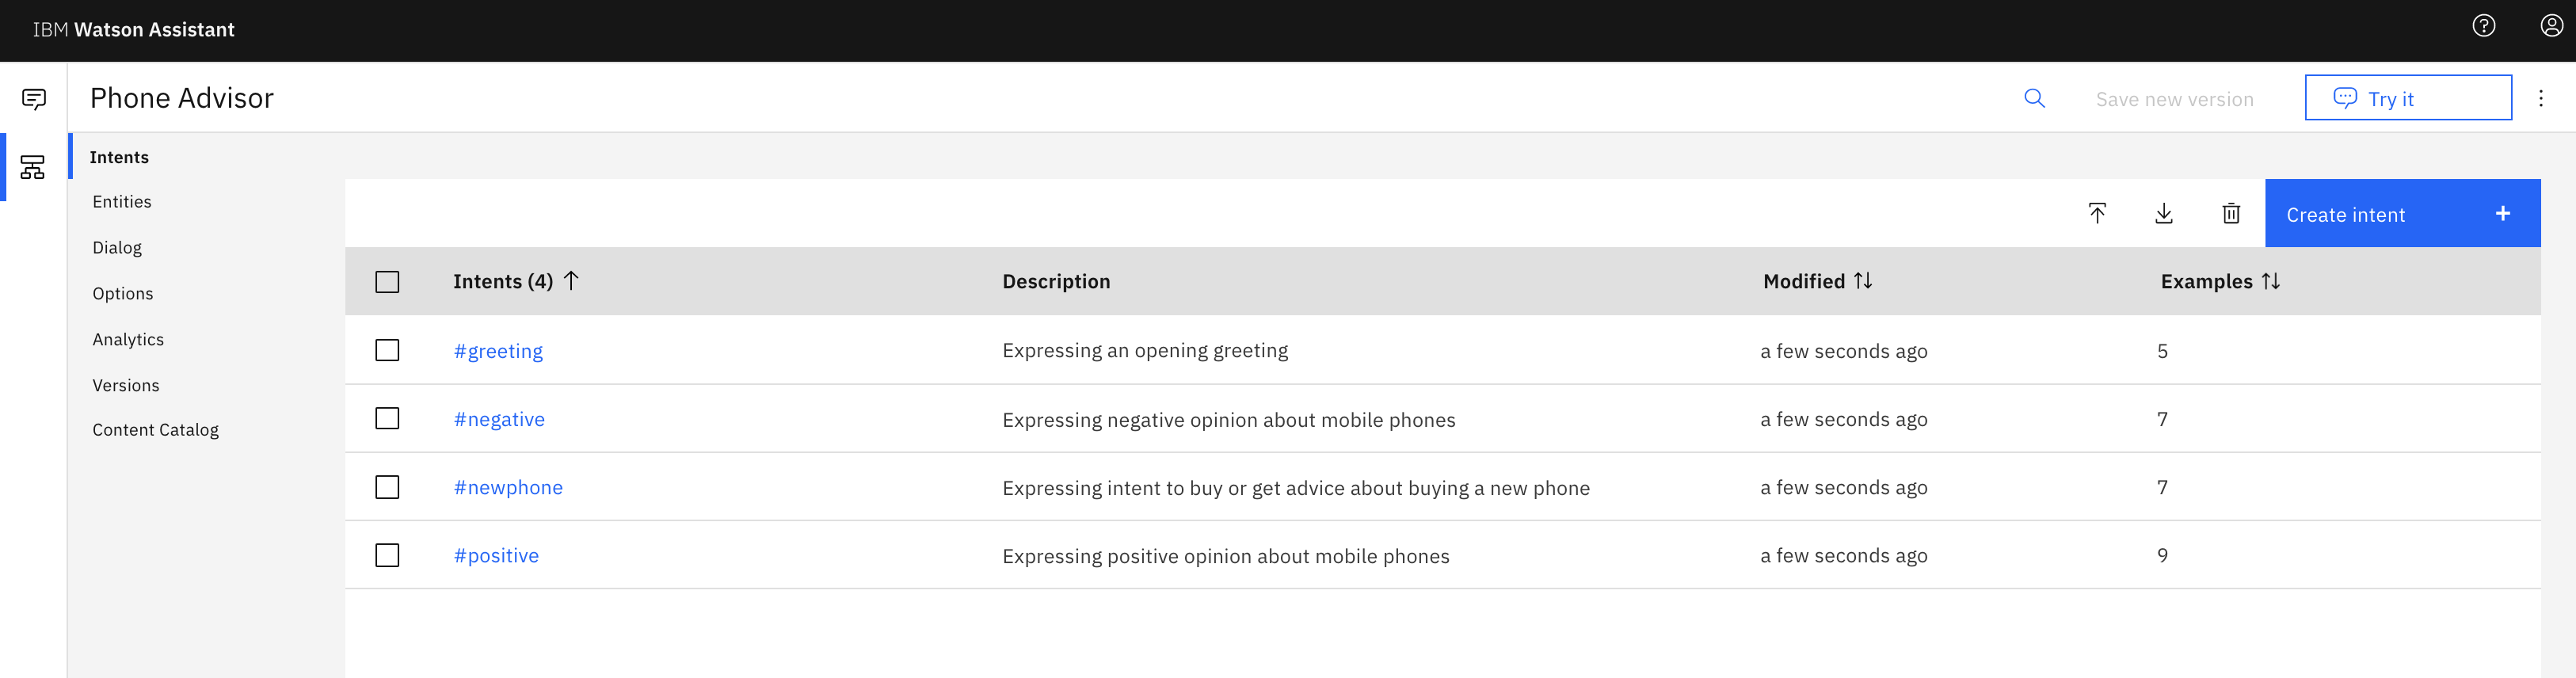 IBM Watson Assistant
Phone Advisor
Save new version
Try it
Intents
Entities
Dialog
Options
Analytics
Versions
Content Catalog
Create intent +
Intents (4) Description Modified Examples
#greeting Expressing an opening greeting a few seconds ago 5
#negative Expressing negative opinion about mobile phones a few seconds ago 7
#newphone Expressing intent to buy or get advice about buying a new phone a few seconds ago 7
#positive Expressing positive opinion about mobile phones a few seconds ago 9